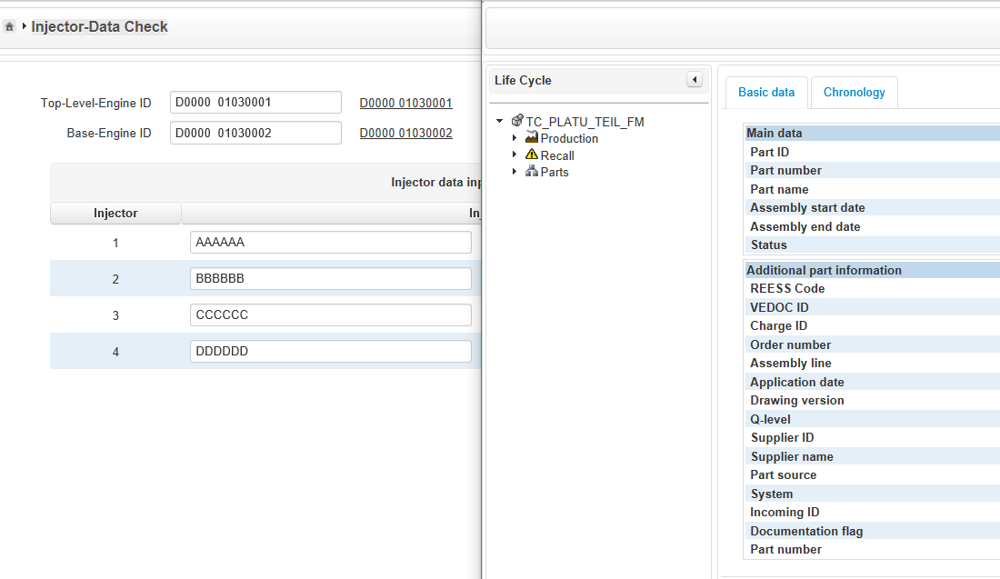 Injector-Data Check
Top-Level-Engine ID D0000 01030001 D0000 01030001
Base-Engine ID D0000 01030002 D0000 01030002
Injector data inp
Injector In
1 AAAAAA
2 BBBBBB
3 CCCCCC
4 DDDDDD
Life Cycle
TC_PLATU_TEIL_FM
Production
Recall
Parts
Basic data Chronology
Main data
Part ID
Part number
Part name
Assembly start date
Assembly end date
Status
Additional part information
REESS Code
VEDOC ID
Charge ID
Order number
Assembly line
Application date
Drawing version
Q-level
Supplier ID
Supplier name
Part source
System
Incoming ID
Documentation flag
Part number